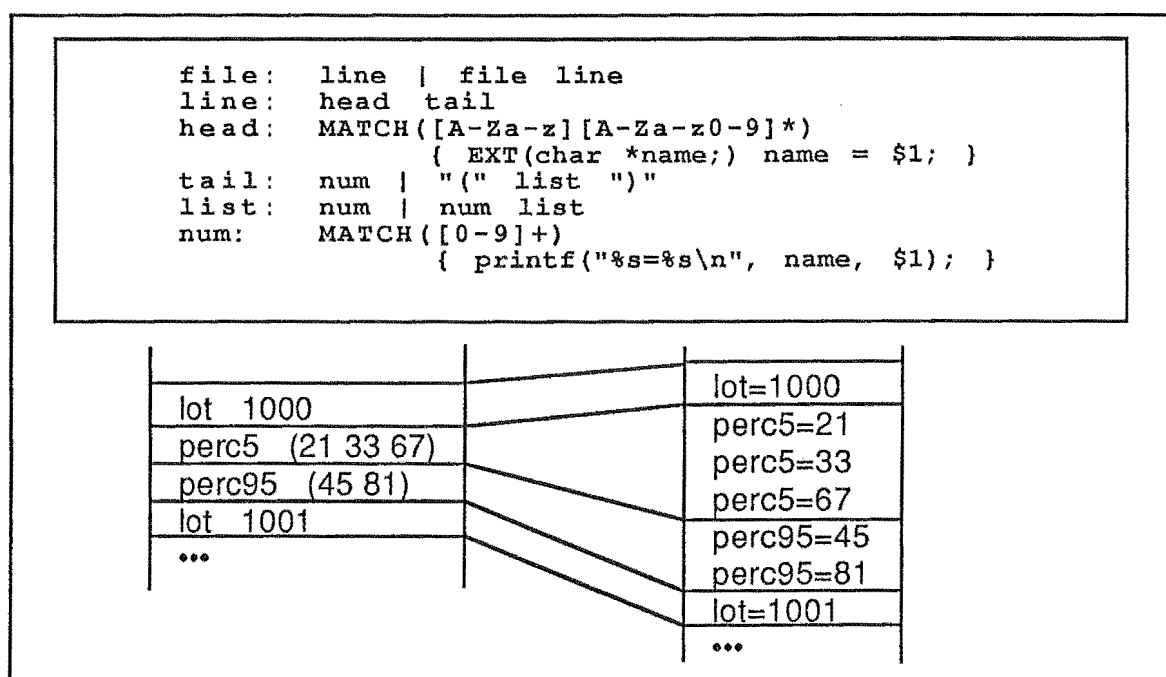 file: line | file line
line: head tail
head: MATCH([A-Za-z][A-Za-z0-9]*)
{ EXT(char *name;) name = $1; }
tail: num | "(" list ")"
list: num | num list
num: MATCH([0-9]+)
{ printf("%s=%s\n", name, $1); }
lot 1000
perc5 (21 33 67)
perc95 (45 81)
lot 1001
•••
lot=1000
perc5=21
perc5=33
perc5=67
perc95=45
perc95=81
lot=1001
•••